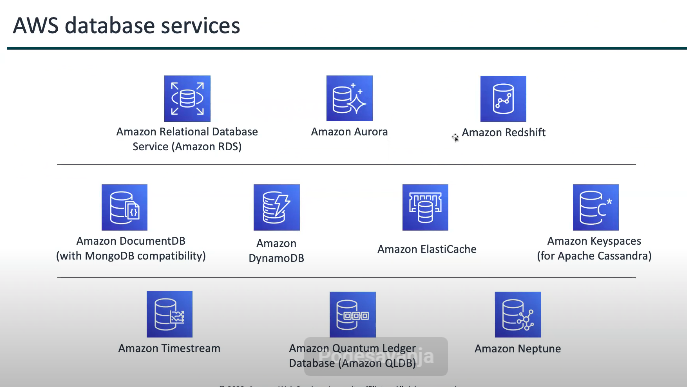 AWS database services
Amazon Relational Database
Service (Amazon RDS)
Amazon Aurora
Amazon Redshift
Amazon DocumentDB
(with MongoDB compatibility)
Amazon
DynamoDB
Amazon ElastiCache
C*
Amazon Keyspaces
(for Apache Cassandra)
Amazon Timestream
Amazon Quantum Ledger
Database (Amazon QLDB)
Amazon Neptune